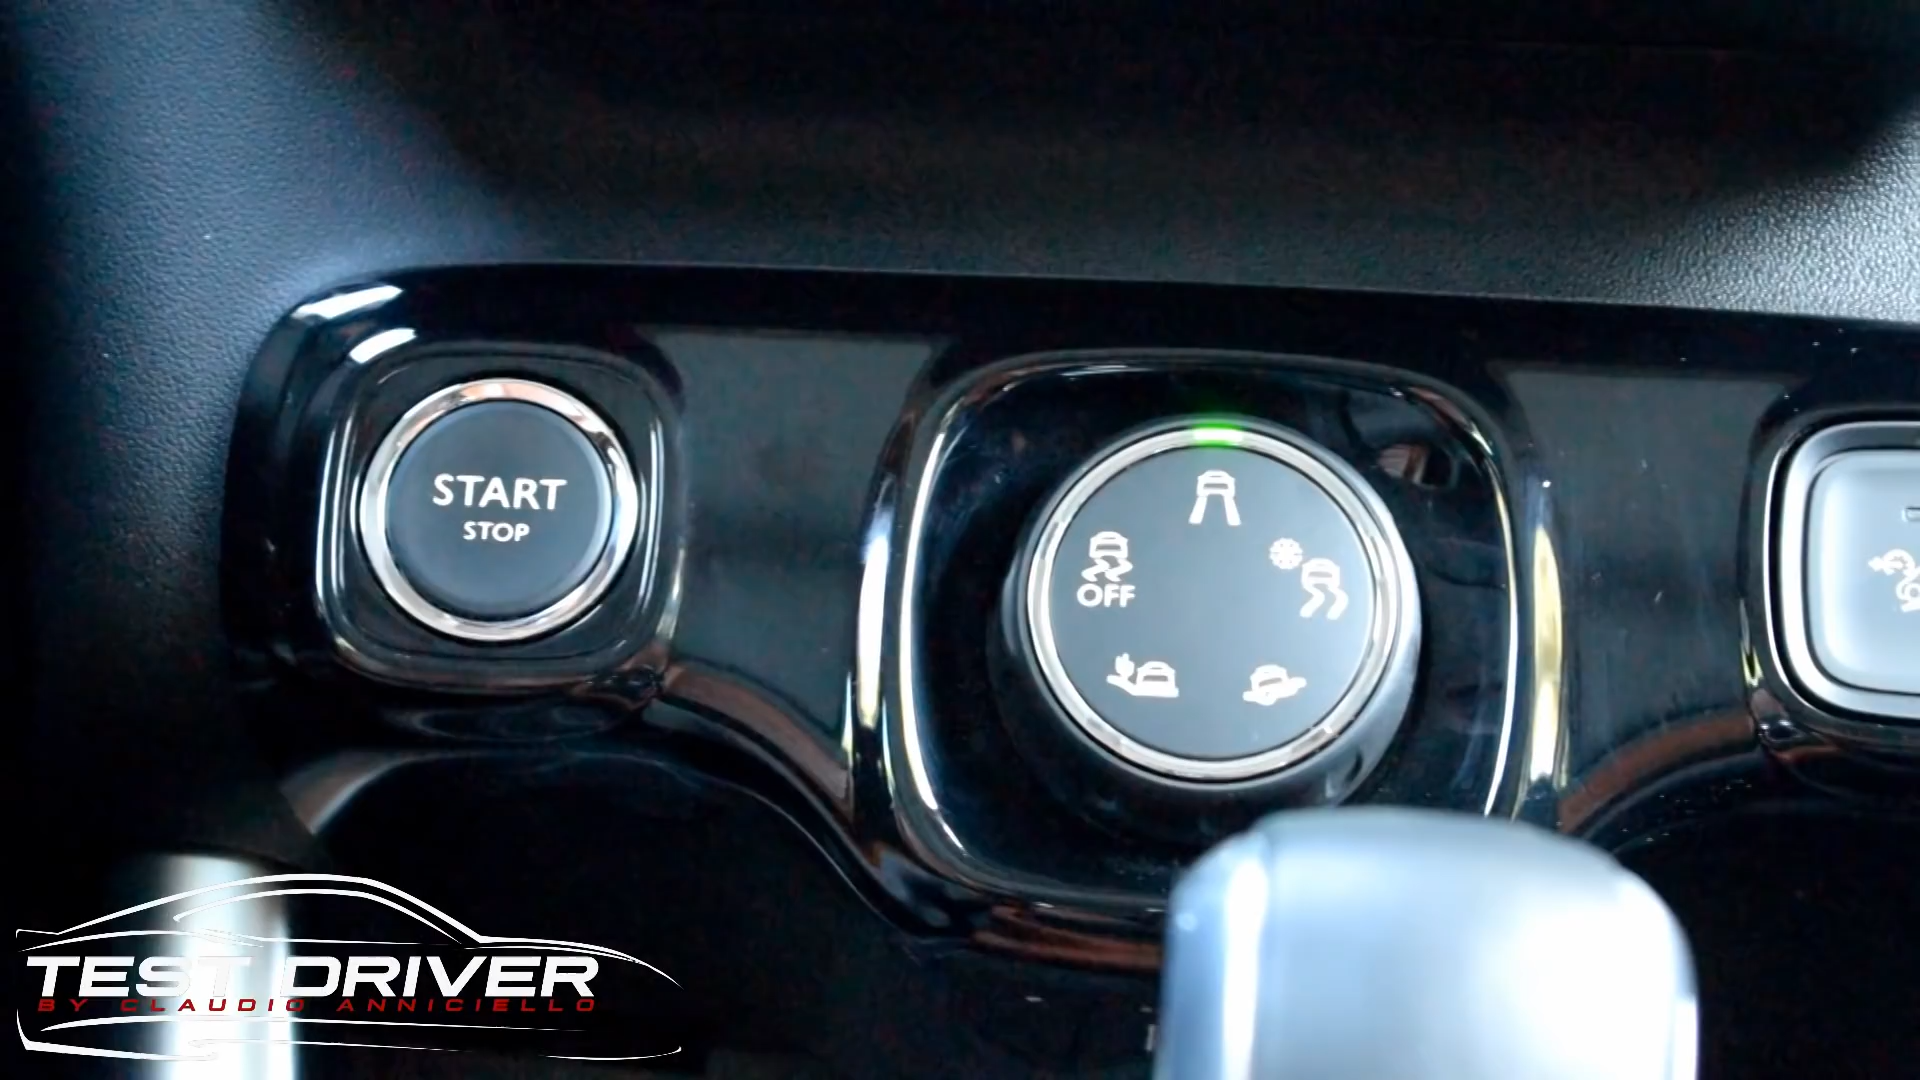 START
STOP
OFF
TEST DRIVER
BY CLAUDIO ANNICIELLO